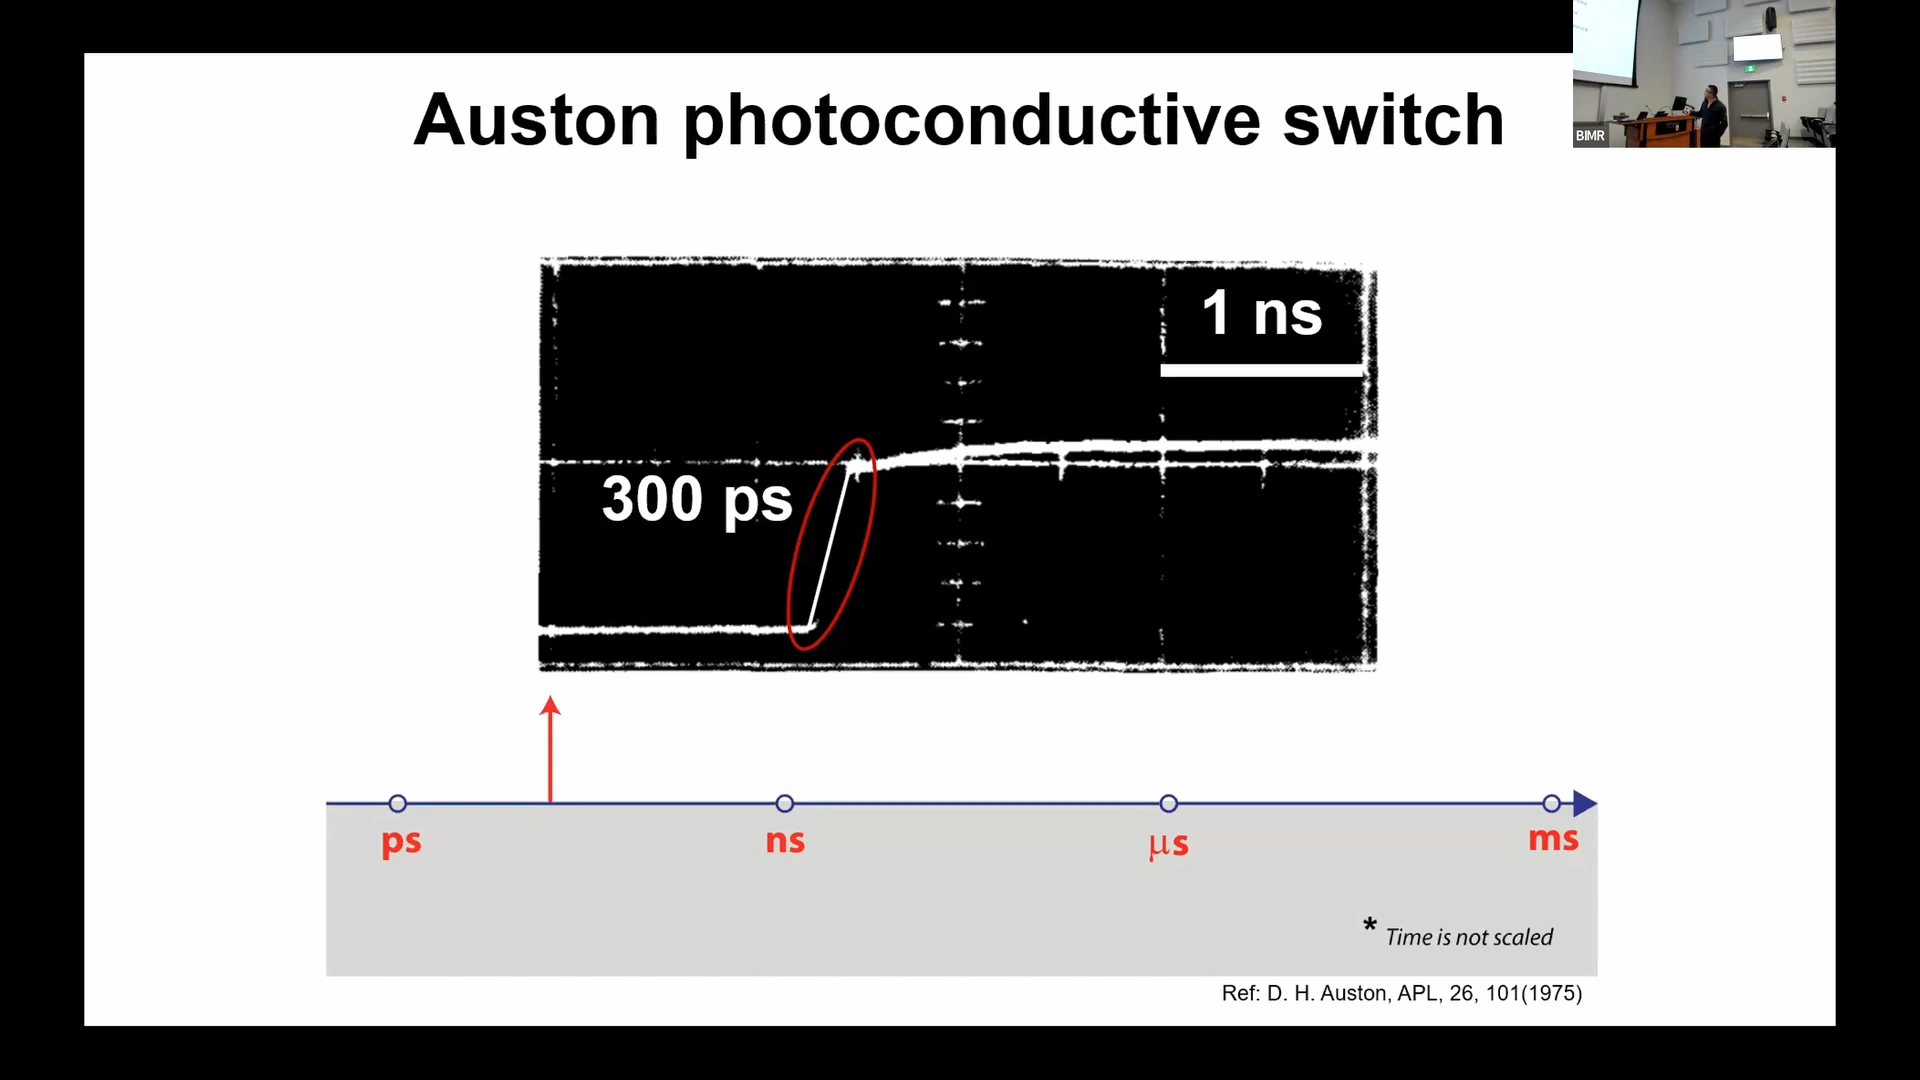 Auston photoconductive switch
BIMR
1 ns
300 ps
ps
ns
μs
ms
* Time is not scaled
Ref: D. H. Auston, APL, 26, 101(1975)